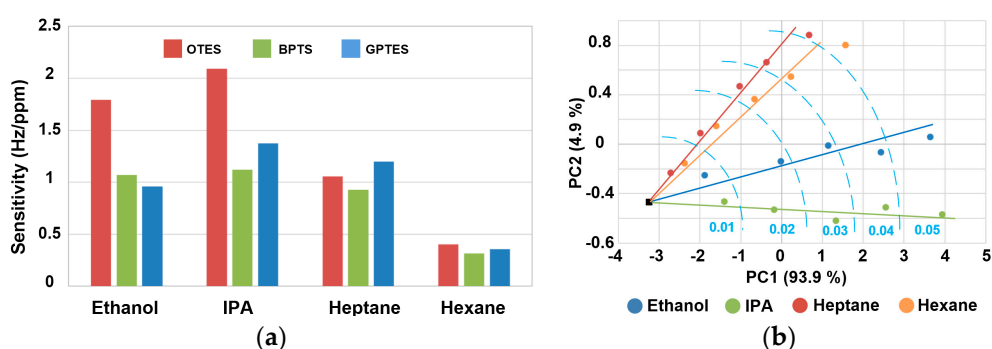 2.5
2
1.5
1
0.5
0
Sensitivity (Hz/ppm)
OTES BPTS GPTES
Ethanol IPA Heptane Hexane
(a)
0.8
0.4
0
-0.4
-0.6
PC2 (4.9 %)
0.01 0.02 0.03 0.04 0.05
-4 -3 -2 -1 0 1 2 3 4 5
PC1 (93.9 %)
Ethanol IPA Heptane Hexane
(b)